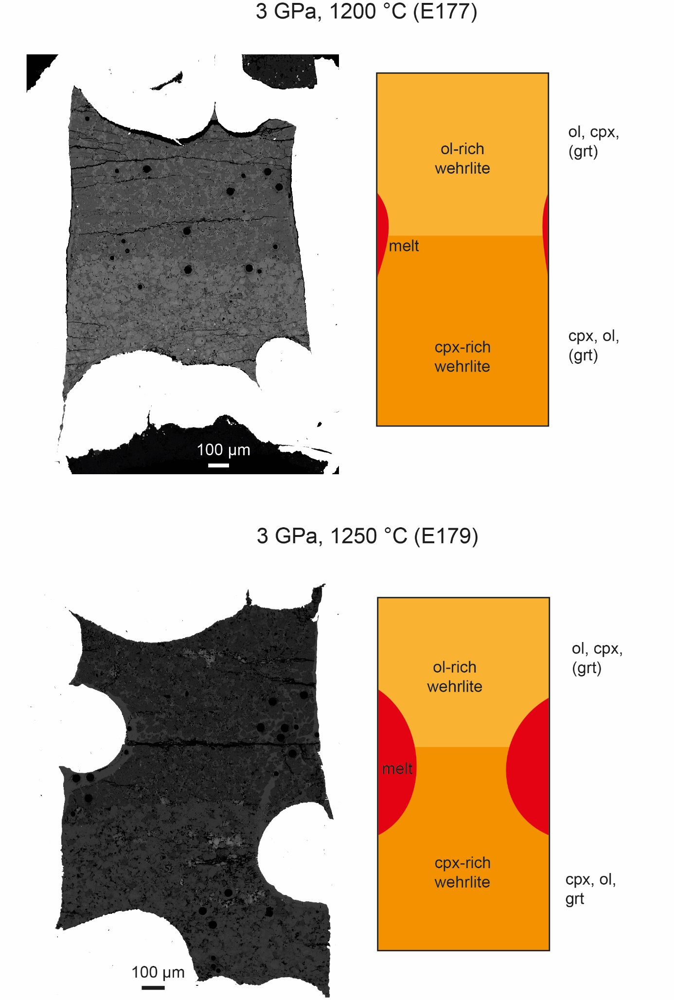 3 GPa, 1200 °C (E177)
ol, cpx,
(grt)
ol-rich
wehrlite
melt
cpx, ol,
(grt)
cpx-rich
wehrlite
100 µm
3 GPa, 1250 °C (E179)
ol, cpx,
(grt)
ol-rich
wehrlite
melt
cpx-rich
wehrlite
cpx, ol,
grt
100 µm